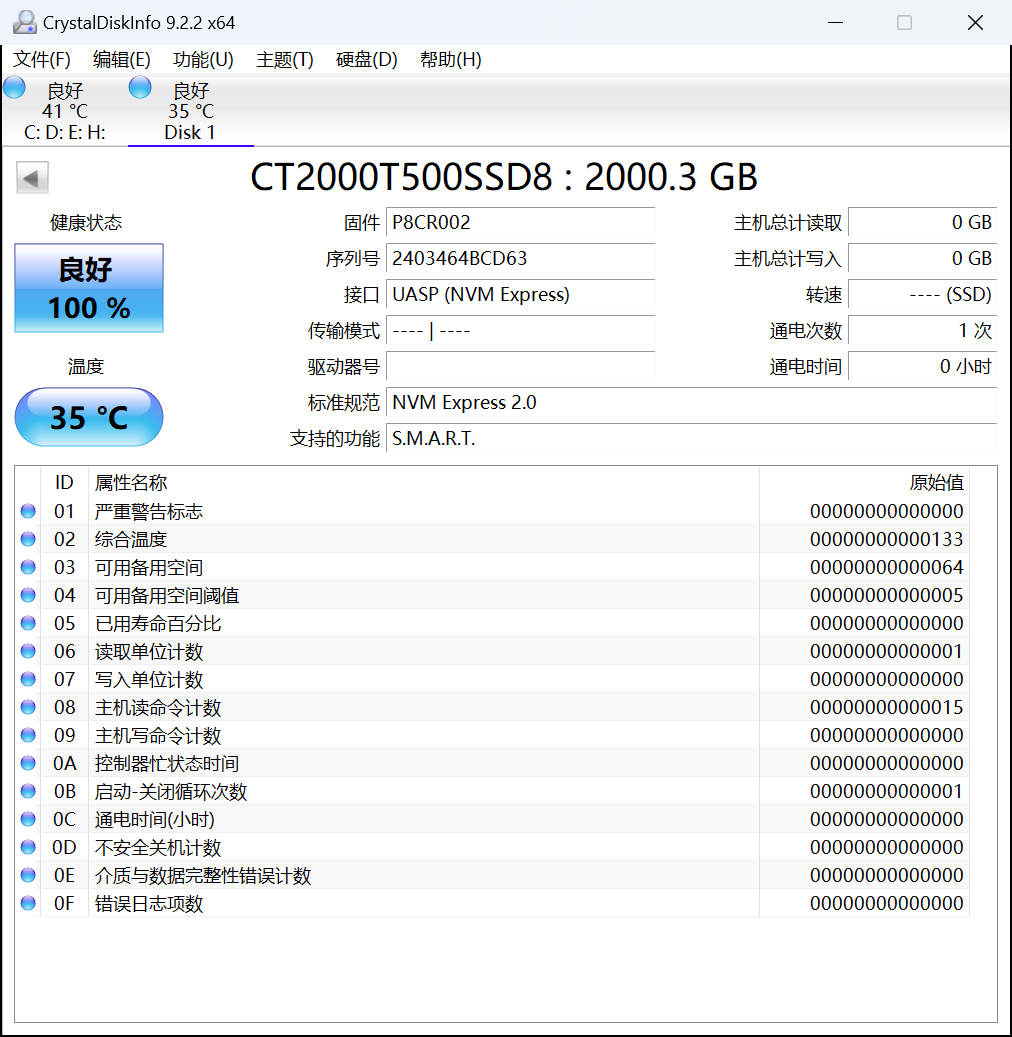 CrystalDiskInfo 9.2.2 x64
文件(F) 编辑(E) 功能(U) 主题(T) 硬盘(D) 帮助(H)
良好 良好
41 °C 35 °C
C: D: E: H: Disk 1
CT2000T500SSD8 : 2000.3 GB
健康状态
良好
100 %
温度
35 °C
固件 P8CR002 主机总计读取 0 GB
序列号 2403464BCD63 主机总计写入 0 GB
接口 UASP (NVM Express) 转速 ---- (SSD)
传输模式 ---- | ---- 通电次数 1 次
驱动器号 通电时间 0 小时
标准规范 NVM Express 2.0
支持的功能 S.M.A.R.T.
ID 属性名称 原始值
01 严重警告标志 00000000000000
02 综合温度 00000000000133
03 可用备用空间 00000000000064
04 可用备用空间阈值 00000000000005
05 已用寿命百分比 00000000000000
06 读取单位计数 00000000000001
07 写入单位计数 00000000000000
08 主机读命令计数 00000000000015
09 主机写命令计数 00000000000000
0A 控制器忙状态时间 00000000000000
0B 启动-关闭循环次数 00000000000001
0C 通电时间(小时) 00000000000000
0D 不安全关机计数 00000000000000
0E 介质与数据完整性错误计数 00000000000000
0F 错误日志项数 00000000000000